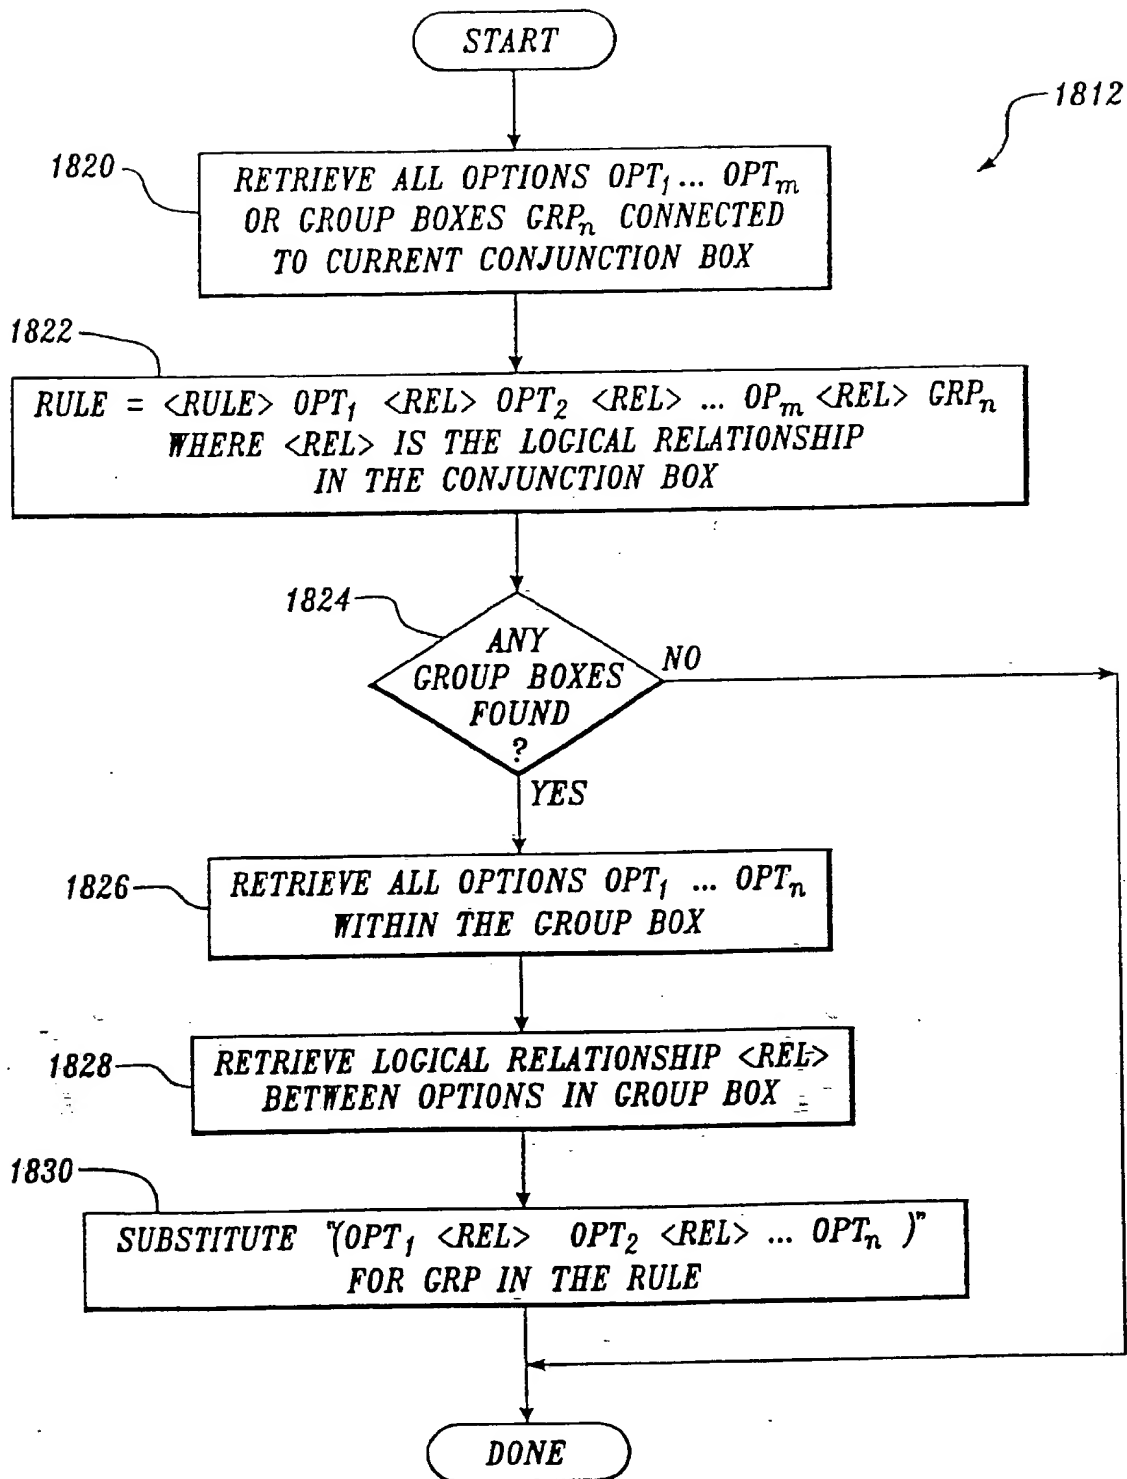 START
1812
1820
RETRIEVE ALL OPTIONS OPT₁ ... OPTₘ
OR GROUP BOXES GRPₙ CONNECTED
TO CURRENT CONJUNCTION BOX
1822
RULE = <RULE> OPT₁ <REL> OPT₂ <REL> ... OPₘ <REL> GRPₙ
WHERE <REL> IS THE LOGICAL RELATIONSHIP
IN THE CONJUNCTION BOX
1824
ANY
GROUP BOXES
FOUND
?
NO
YES
1826
RETRIEVE ALL OPTIONS OPT₁ ... OPTₙ
WITHIN THE GROUP BOX
1828
RETRIEVE LOGICAL RELATIONSHIP <REL>
BETWEEN OPTIONS IN GROUP BOX
1830
SUBSTITUTE "(OPT₁ <REL> OPT₂ <REL> ... OPTₙ )"
FOR GRP IN THE RULE
DONE